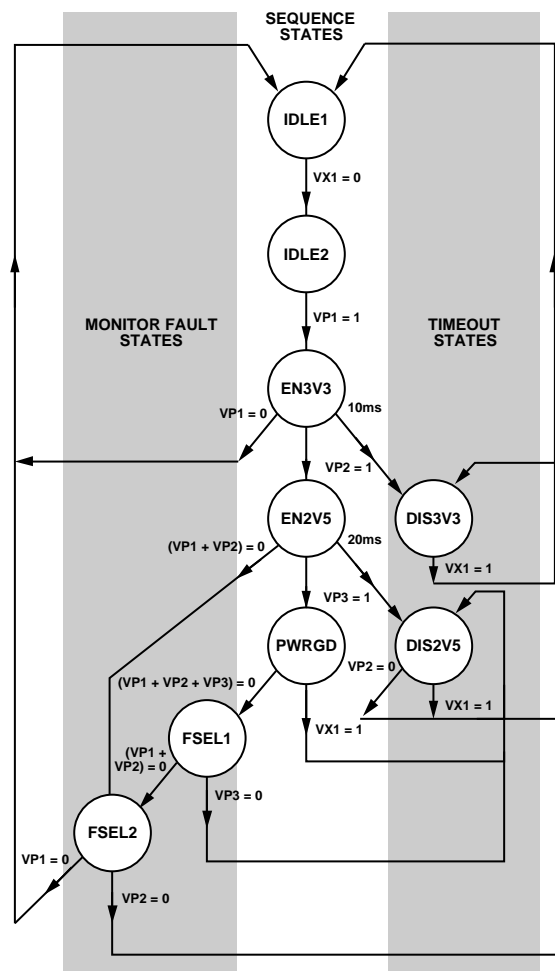 SEQUENCE
STATES
IDLE1
VX1 = 0
IDLE2
MONITOR FAULT
STATES
VP1 = 1
TIMEOUT
STATES
EN3V3
VP1 = 0
10ms
VP2 = 1
EN2V5
DIS3V3
(VP1 + VP2) = 0
20ms
VX1 = 1
VP3 = 1
PWRGD
DIS2V5
VP2 = 0
(VP1 + VP2 + VP3) = 0
VX1 = 1
VX1 = 1
FSEL1
(VP1 +
VP2) = 0
VP3 = 0
FSEL2
VP1 = 0
VP2 = 0